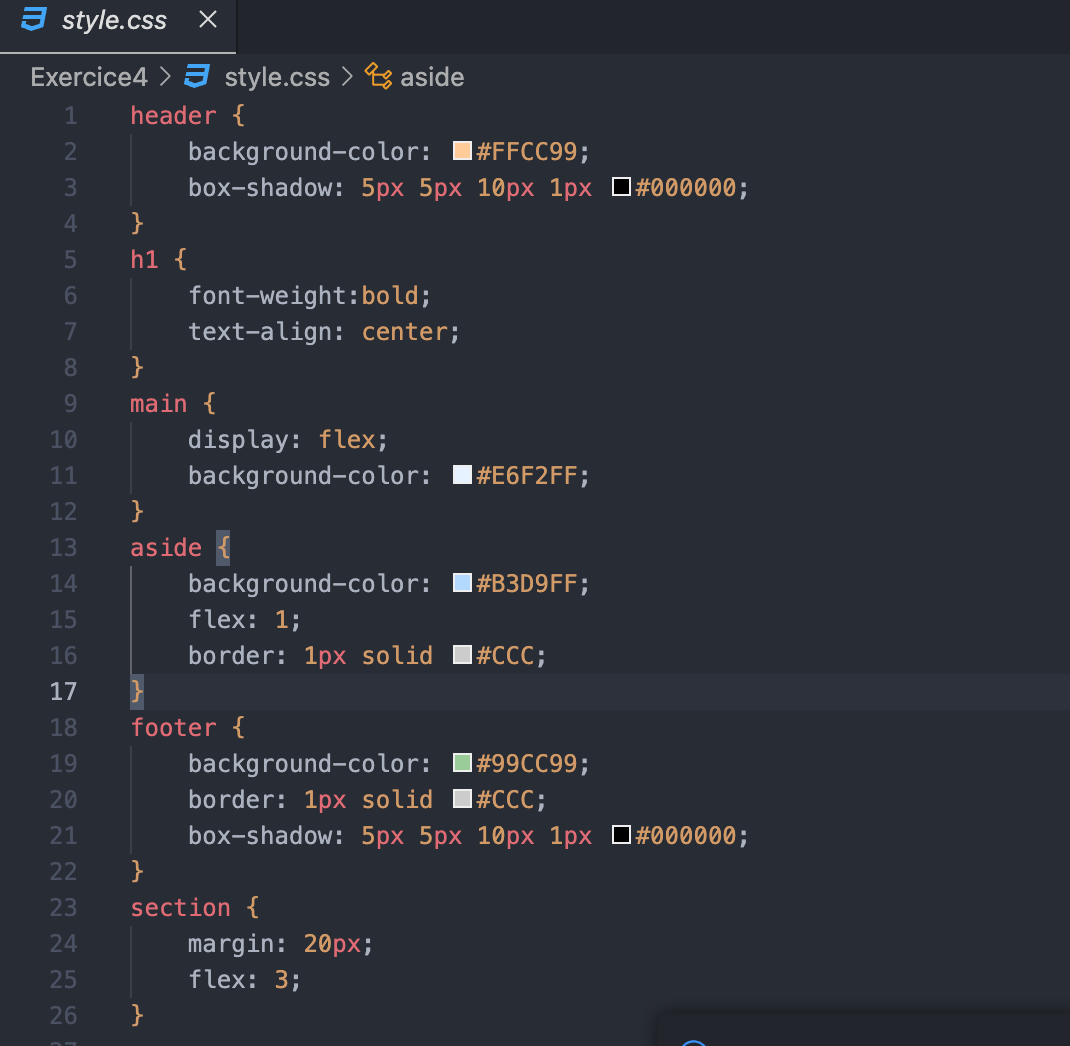 style.css
Exercice4 > style.css > aside
1 header {
2 background-color: #FFCC99;
3 box-shadow: 5px 5px 10px 1px #000000;
4 }
5 h1 {
6 font-weight:bold;
7 text-align: center;
8 }
9 main {
10 display: flex;
11 background-color: #E6F2FF;
12 }
13 aside {
14 background-color: #B3D9FF;
15 flex: 1;
16 border: 1px solid #CCC;
17 }
18 footer {
19 background-color: #99CC99;
20 border: 1px solid #CCC;
21 box-shadow: 5px 5px 10px 1px #000000;
22 }
23 section {
24 margin: 20px;
25 flex: 3;
26 }